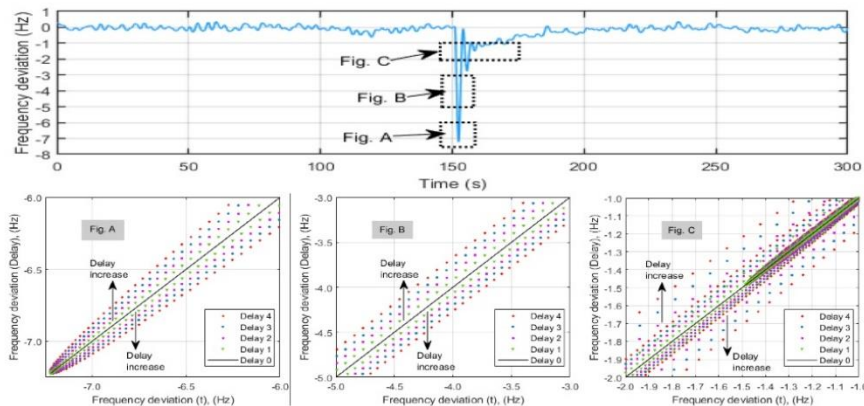 Frequency deviation (Hz)
0
-1
-2
-3
-4
-5
-6
-7
-8
Fig. C
Fig. B
Fig. A
0 50 100 150 200 250 300
Time (s)
Frequency deviation (Delay), (Hz)
-6.0
-6.5
-7.0
Fig. A
Delay
increase
Delay
increase
Delay 4
Delay 3
Delay 2
Delay 1
Delay 0
-7.0 -6.5 -6.0
Frequency deviation (t), (Hz)
Frequency deviation (Delay), (Hz)
-3.0
-3.5
-4.0
-4.5
-5.0
Fig. B
Delay
increase
Delay
increase
Delay 4
Delay 3
Delay 2
Delay 1
Delay 0
-5.0 -4.5 -4.0 -3.5 -3.0
Frequency deviation (t), (Hz)
Frequency deviation (Delay), (Hz)
-1.0
-1.1
-1.2
-1.3
-1.4
-1.5
-1.6
-1.7
-1.8
-1.9
-2.0
Fig. C
Delay
increase
Delay
increase
Delay 4
Delay 3
Delay 2
Delay 1
Delay 0
-2.0 -1.9 -1.8 -1.7 -1.6 -1.5 -1.4 -1.3 -1.2 -1.1 -1.0
Frequency deviation (t), (Hz)